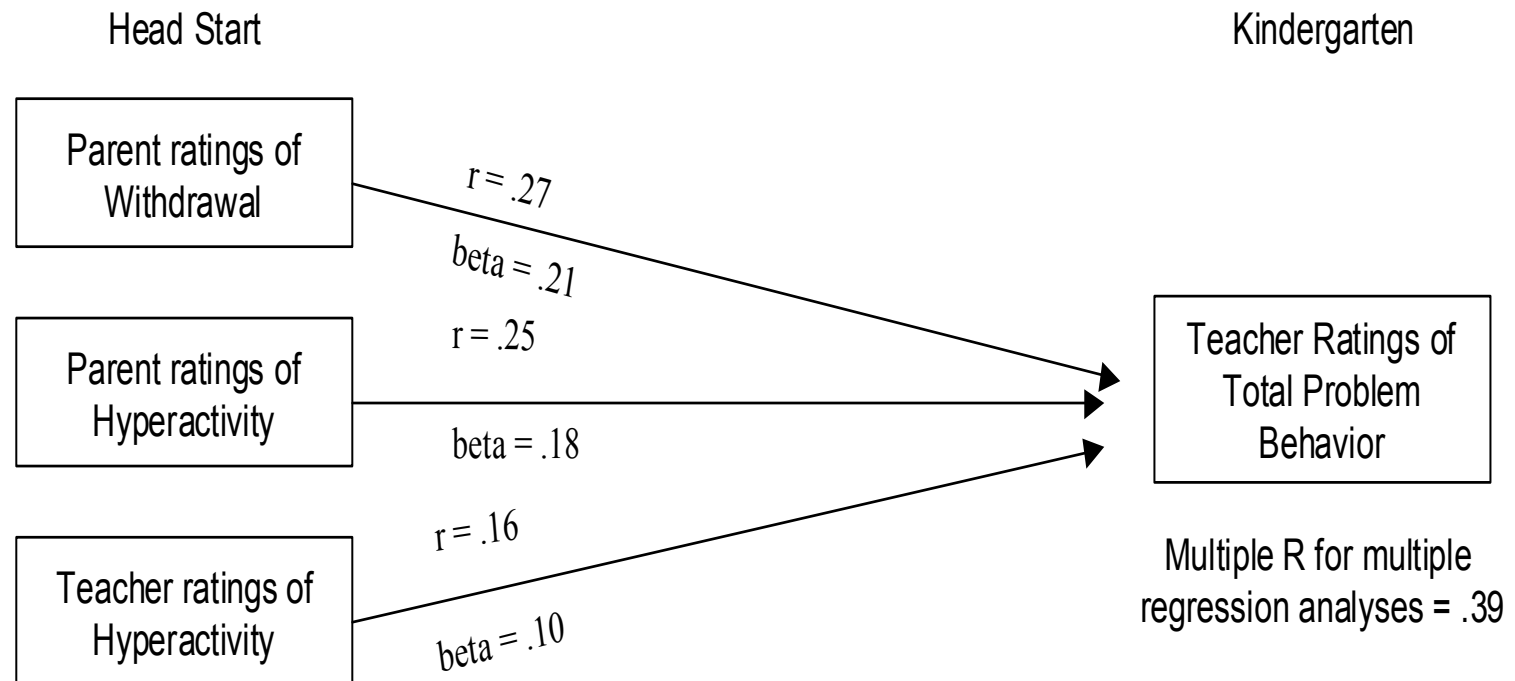 Head Start
Kindergarten
Parent ratings of
Withdrawal
r = .27
beta = .21
Parent ratings of
Hyperactivity
r = .25
beta = .18
Teacher ratings of
Hyperactivity
r = .16
beta = .10
Teacher Ratings of
Total Problem
Behavior
Multiple R for multiple
regression analyses = .39